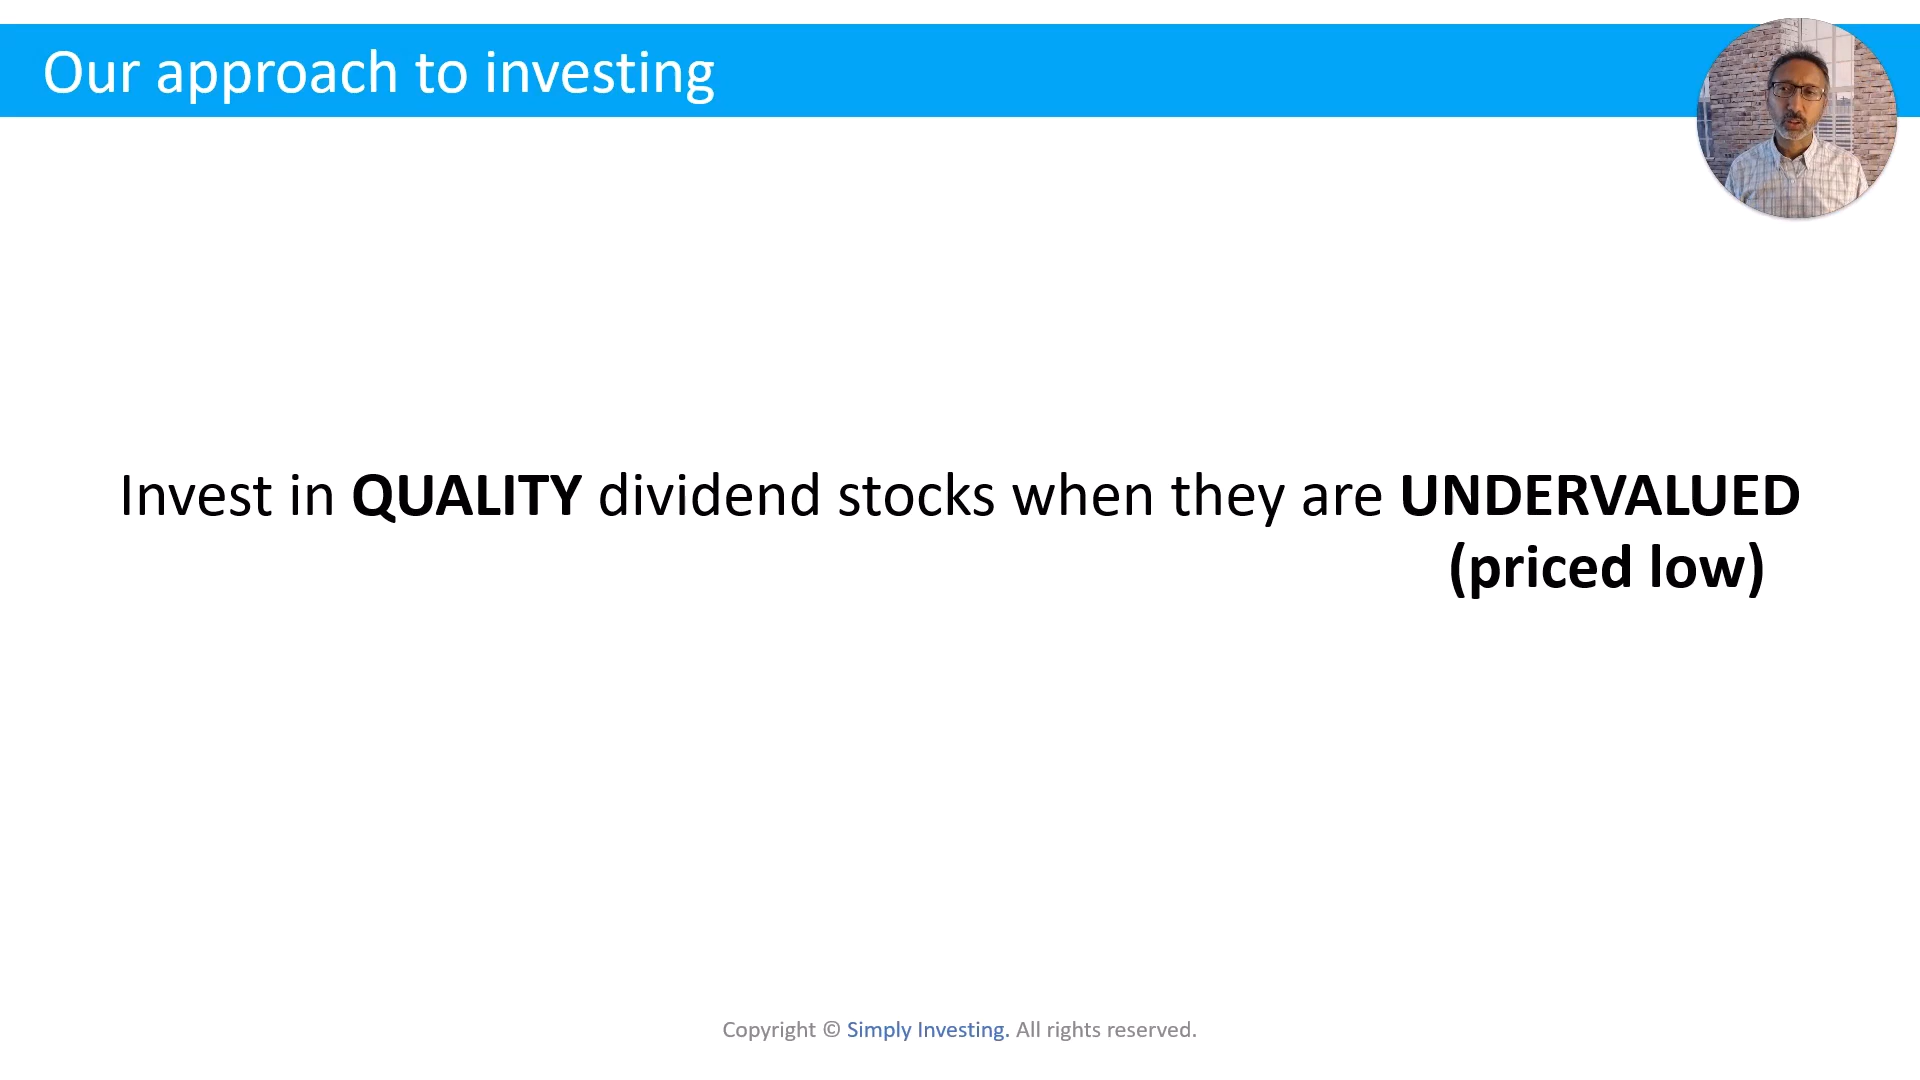 Our approach to investing
Invest in QUALITY dividend stocks when they are UNDERVALUED
(priced low)
Copyright © Simply Investing. All rights reserved.